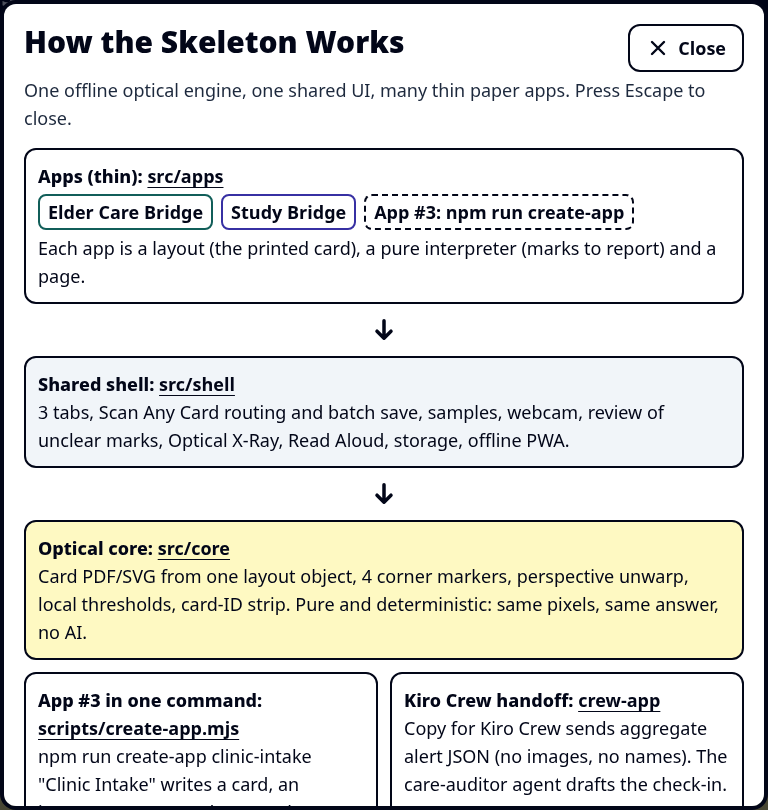 How the Skeleton Works
Close
One offline optical engine, one shared UI, many thin paper apps. Press Escape to
close.
Apps (thin): src/apps
Elder Care Bridge
Study Bridge
App #3: npm run create-app
Each app is a layout (the printed card), a pure interpreter (marks to report) and a
page.
Shared shell: src/shell
3 tabs, Scan Any Card routing and batch save, samples, webcam, review of
unclear marks, Optical X-Ray, Read Aloud, storage, offline PWA.
Optical core: src/core
Card PDF/SVG from one layout object, 4 corner markers, perspective unwarp,
local thresholds, card-ID strip. Pure and deterministic: same pixels, same answer,
no AI.
App #3 in one command:
scripts/create-app.mjs
npm run create-app clinic-intake
"Clinic Intake" writes a card, an
Kiro Crew handoff: crew-app
Copy for Kiro Crew sends aggregate
alert JSON (no images, no names). The
care-auditor agent drafts the check-in.